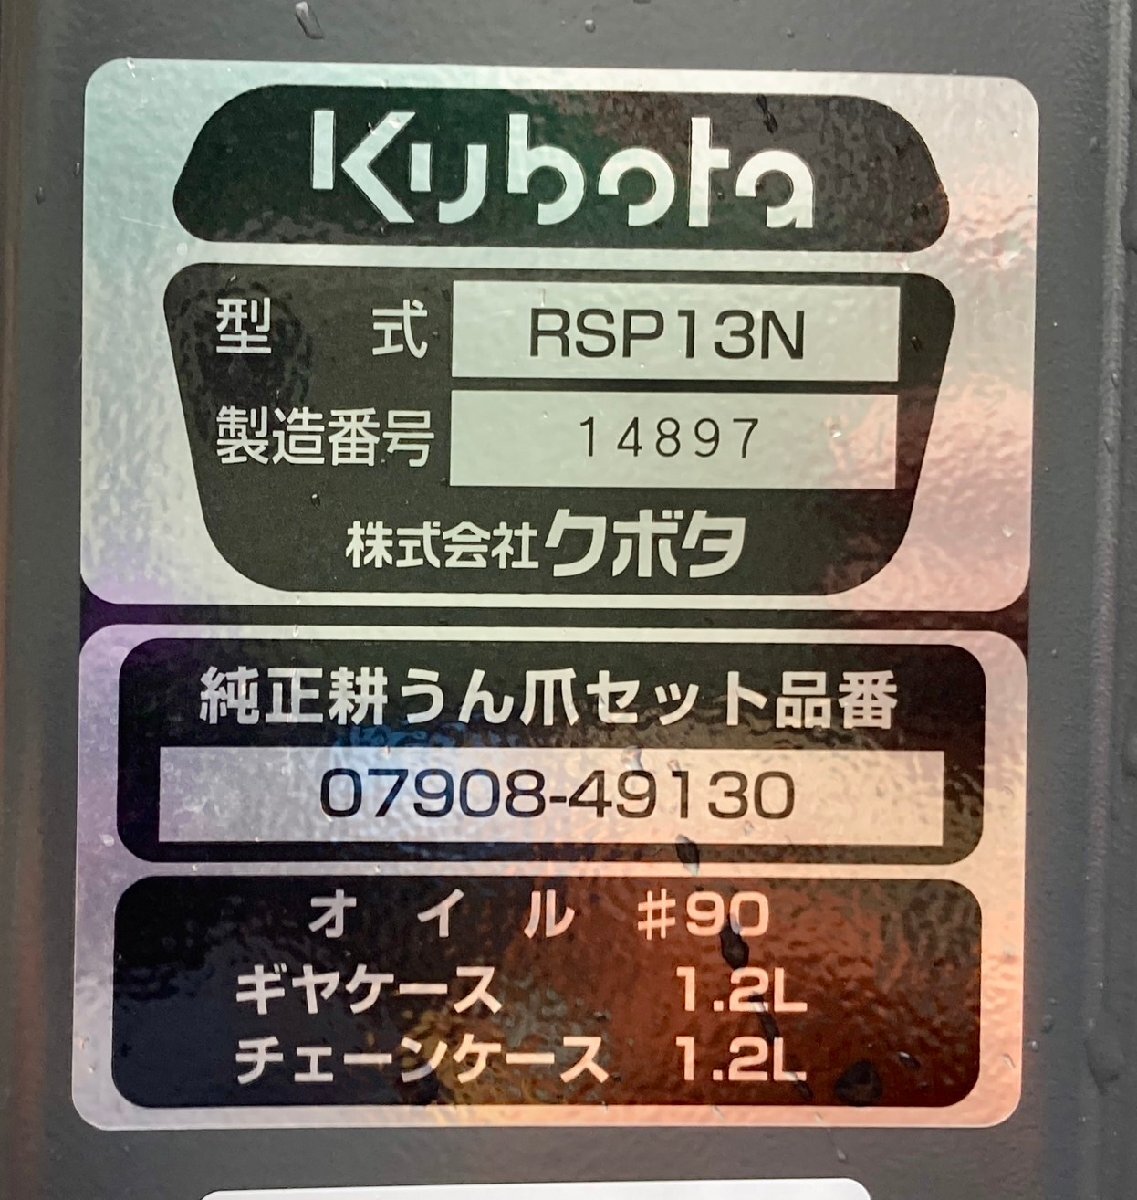 Kubota
型式 RSP13N
製造番号 14897
株式会社クボタ
純正耕うん爪セット品番
07908-49130
オイル ♯90
ギヤケース 1.2L
チェーンケース 1.2L